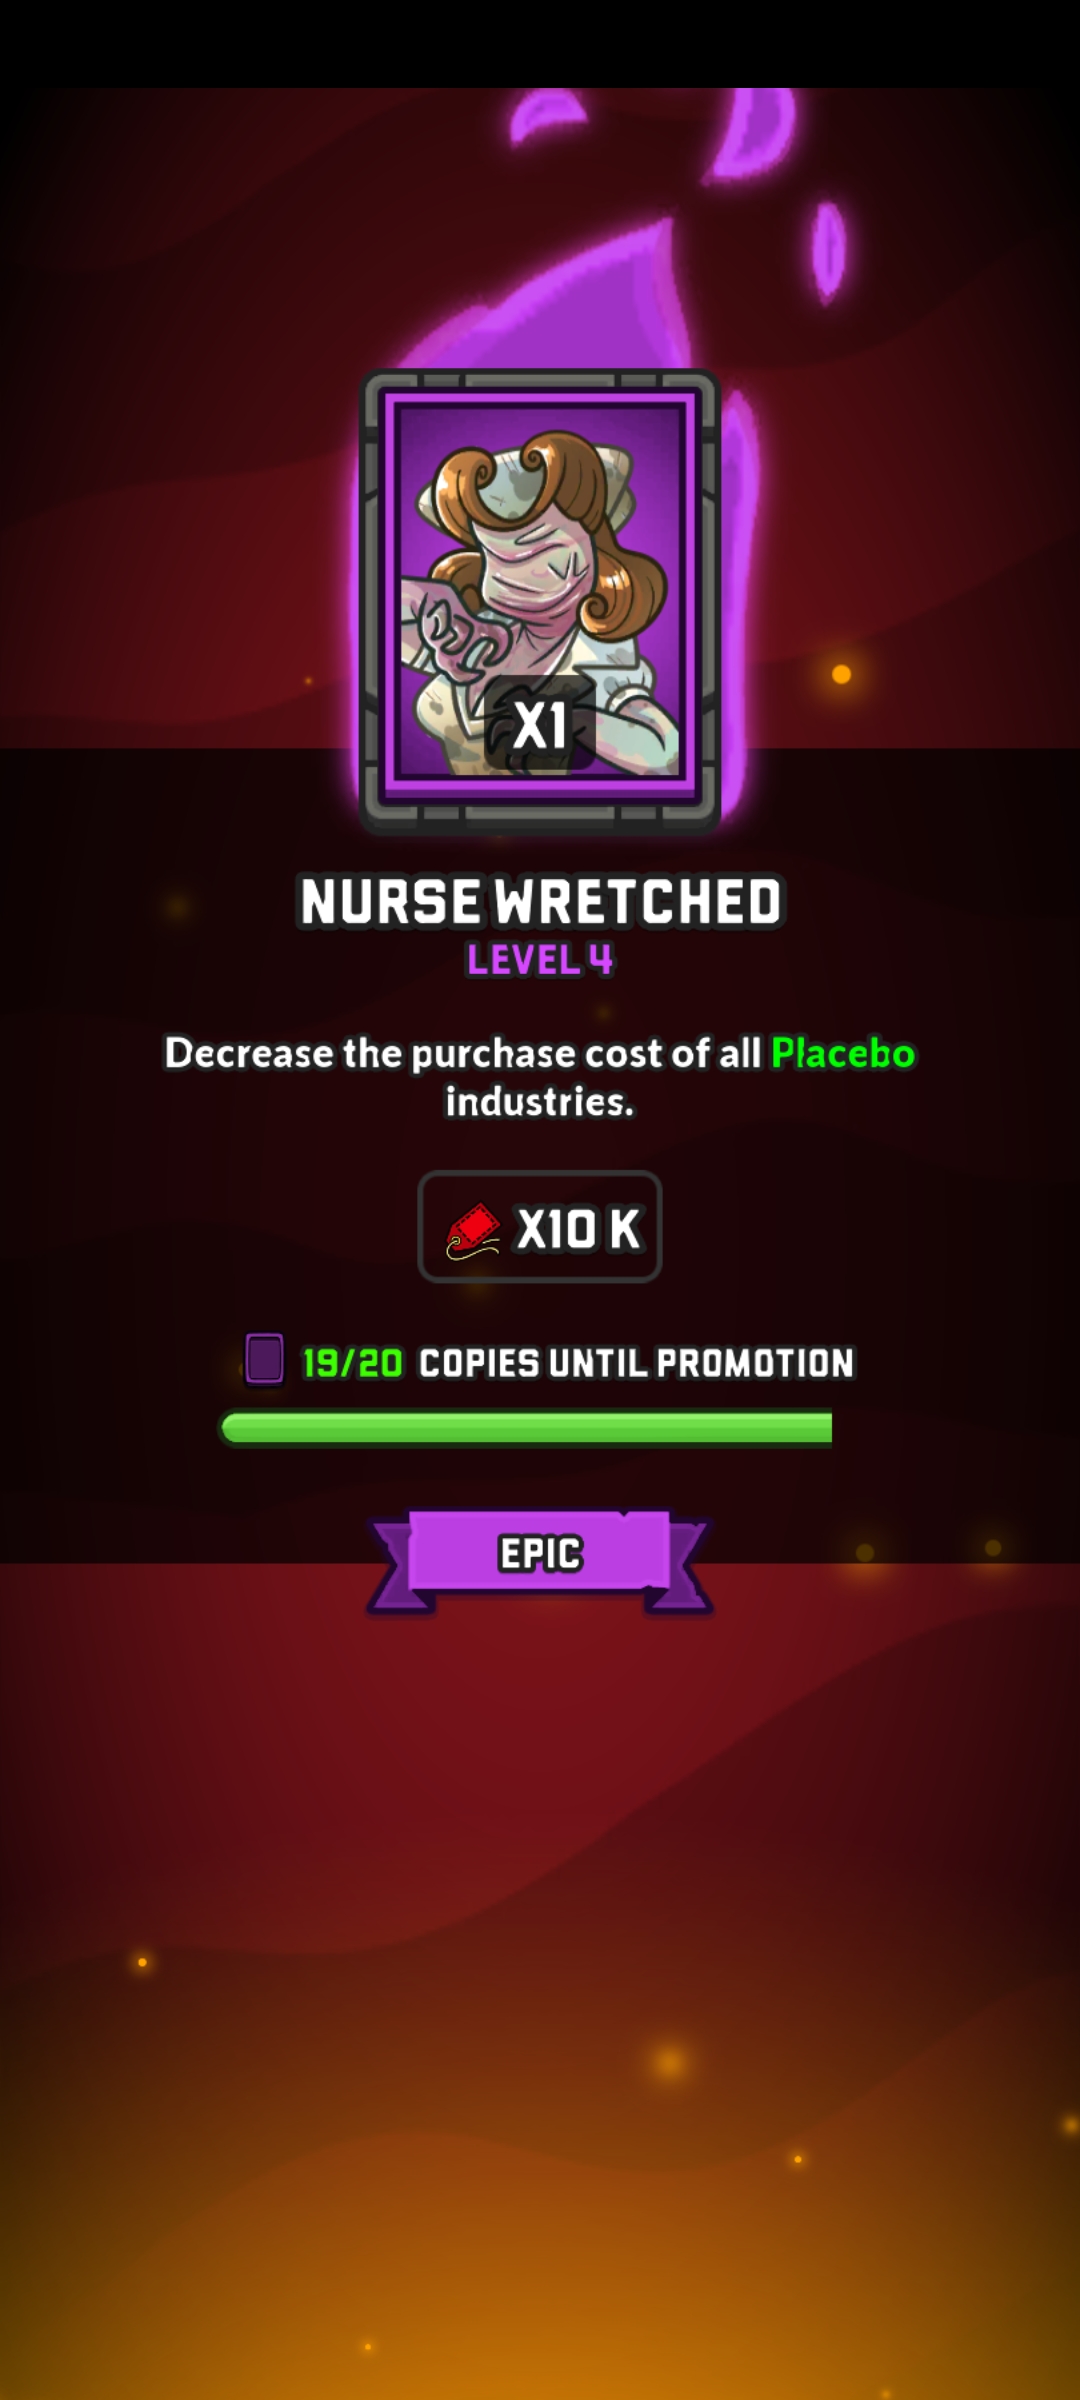 X1
NURSE WRETCHED
LEVEL 4
Decrease the purchase cost of all Placebo
industries.
X10 K
19/20 COPIES UNTIL PROMOTION
EPIC